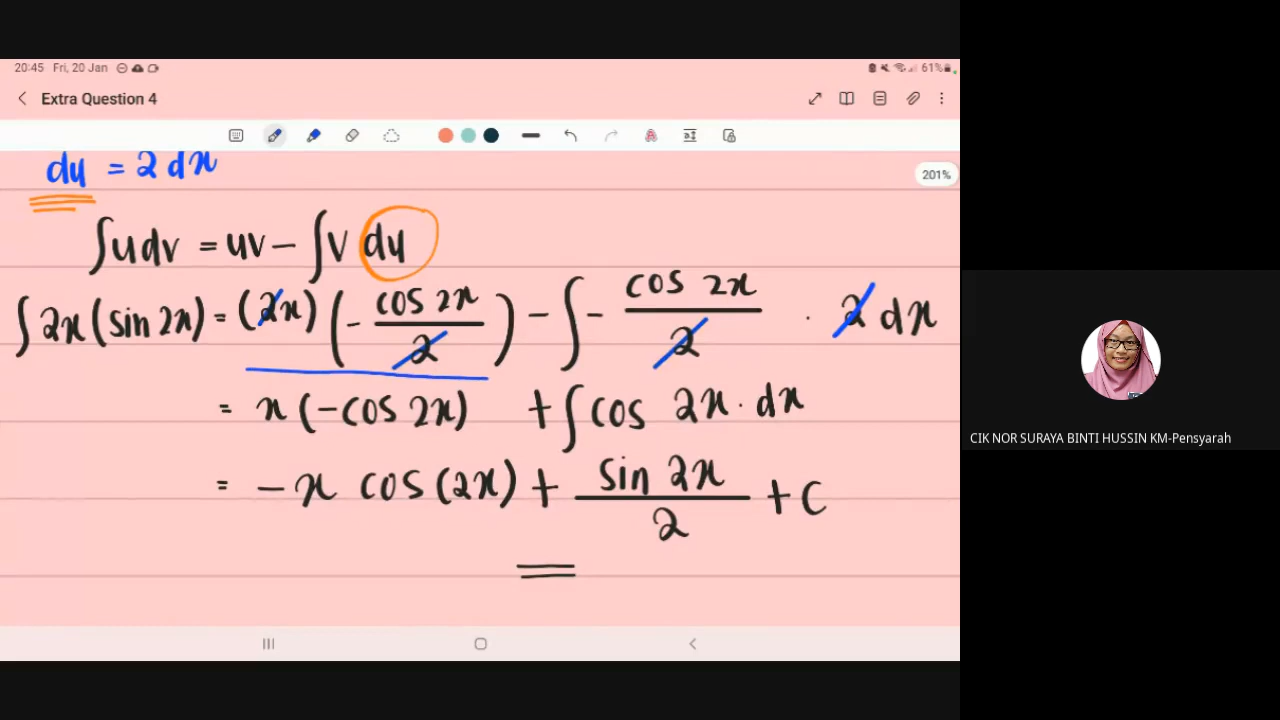 20:45 Fri, 20 Jan 61%
Extra Question 4
201%
du = 2 dx
∫u dv = uv - ∫v du
∫ 2x (sin 2x) = (2x) (- cos 2x / 2) - ∫ - cos 2x / 2 · 2 dx
= x (-cos 2x) + ∫ cos 2x · dx
= -x cos (2x) + sin 2x / 2 + C
CIK NOR SURAYA BINTI HUSSIN KM-Pensyarah